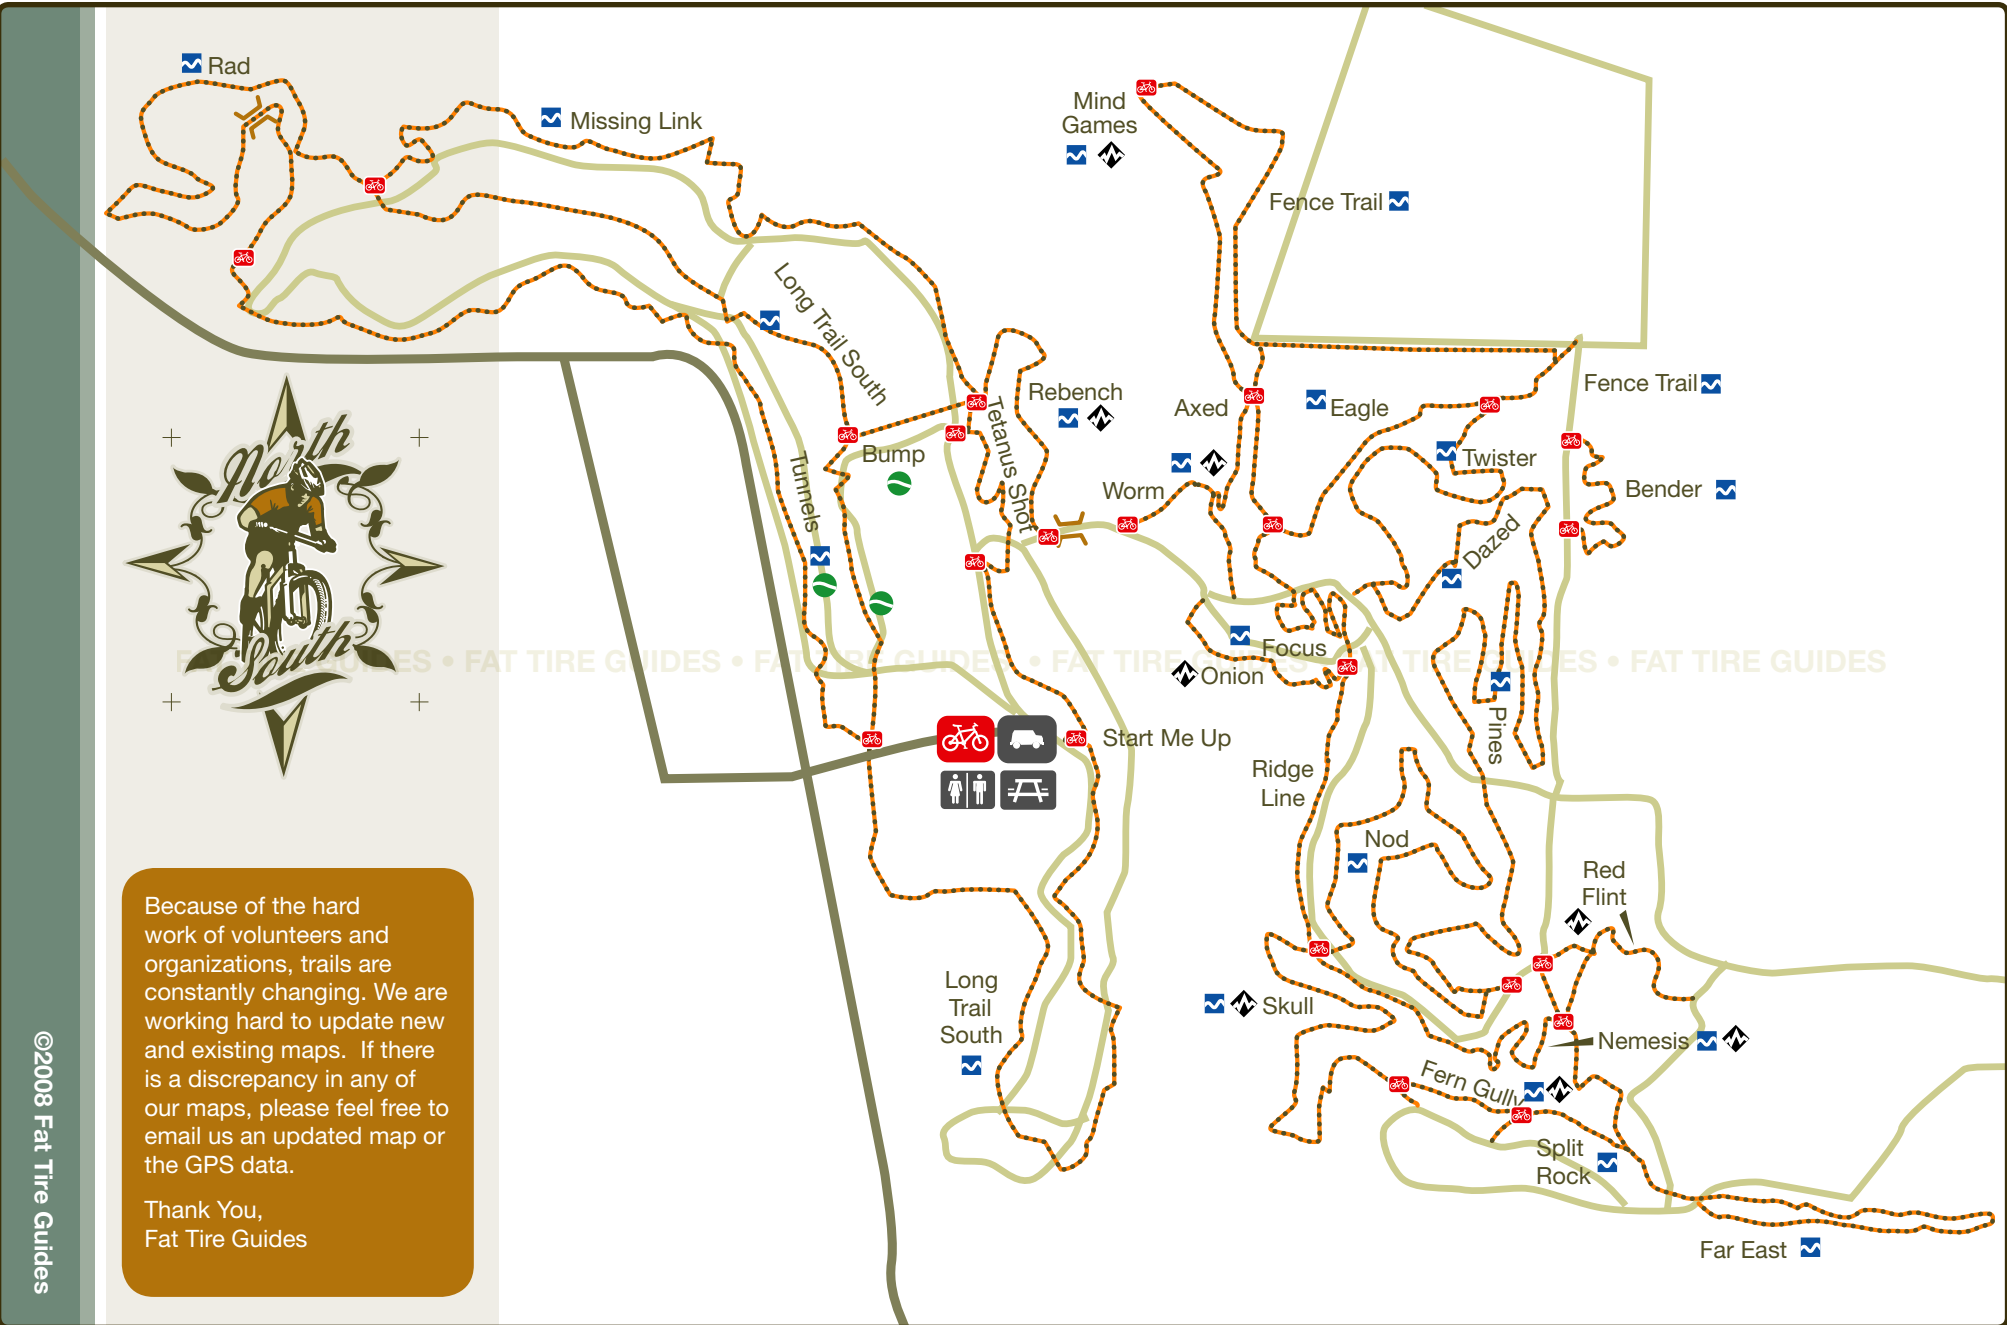 Rad
Missing Link
Mind
Games
Fence Trail
Long Trail South
Fence Trail
Rebench
Axed
Eagle
Tetanus Shot
Bump
Twister
Tunnels
Worm
Bender
Dazed
North
South
FAT TIRE GUIDES • FAT TIRE GUIDES • FAT TIRE GUIDES • FAT TIRE GUIDES • FAT TIRE GUIDES • FAT TIRE GUIDES
Focus
Onion
Pines
Start Me Up
Ridge
Line
Nod
Red
Flint
Because of the hard
work of volunteers and
organizations, trails are
constantly changing. We are
working hard to update new
and existing maps.  If there
is a discrepancy in any of
our maps, please feel free to
email us an updated map or
the GPS data.
Thank You,
Fat Tire Guides
Long
Trail
South
Skull
Nemesis
Fern Gully
Split
Rock
Far East
©2008 Fat Tire Guides